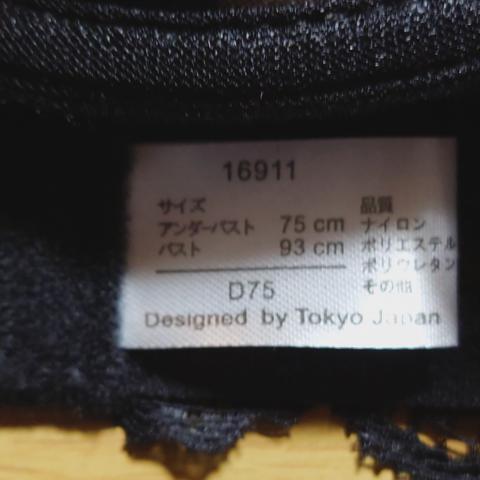 16911
サイズ
アンダーバスト 75 cm
バスト 93 cm
D75
品質
ナイロン
ポリエステル
ポリウレタン
その他
Designed by Tokyo Japan